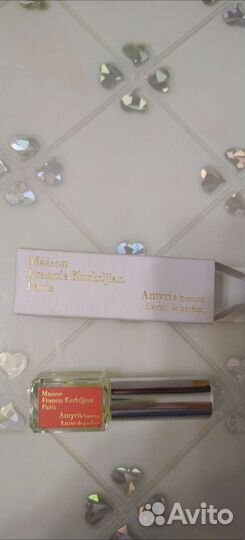 Maison
Francis Kurkdjian
Paris
Amyris homme
Extrait de parfum
Maison
Francis Kurkdjian
Paris
Amyris homme
Extrait de parfum
Avito